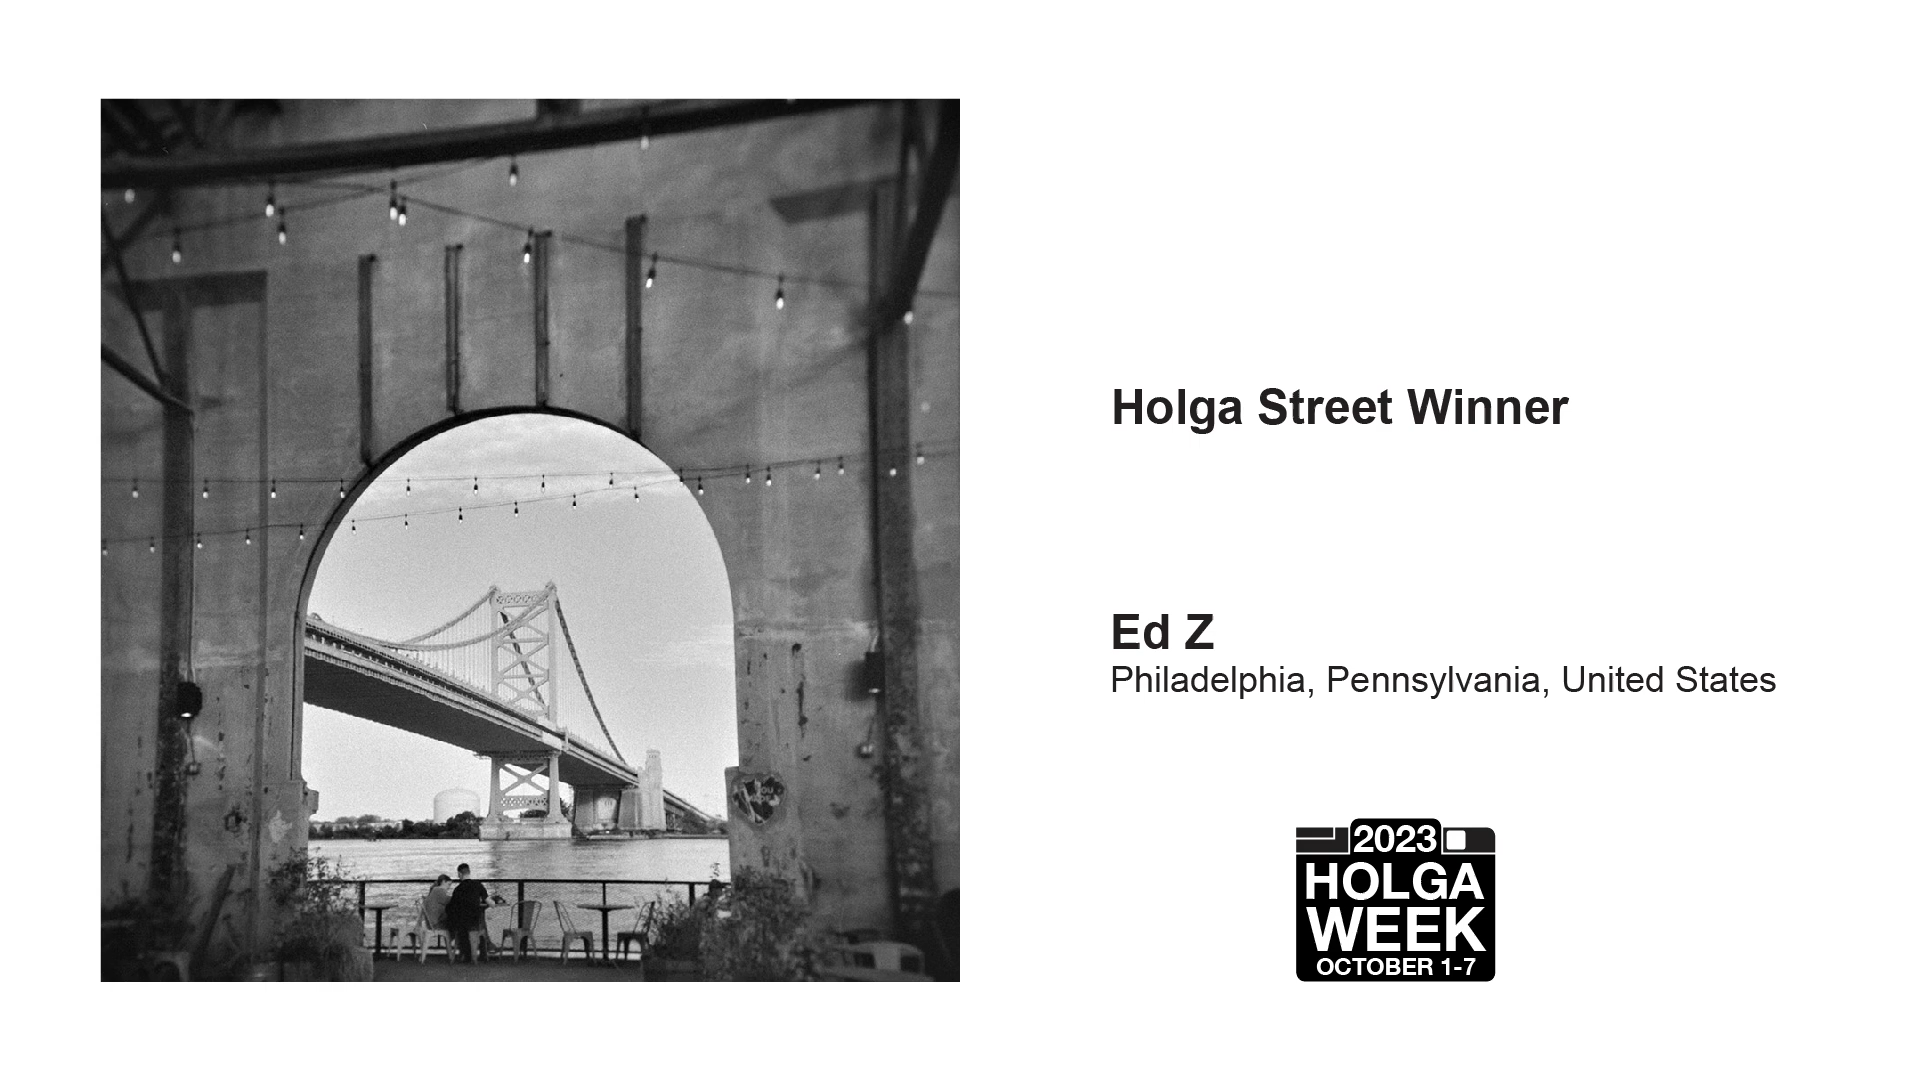 Holga Street Winner
Ed Z
Philadelphia, Pennsylvania, United States
2023
HOLGA
WEEK
OCTOBER 1-7